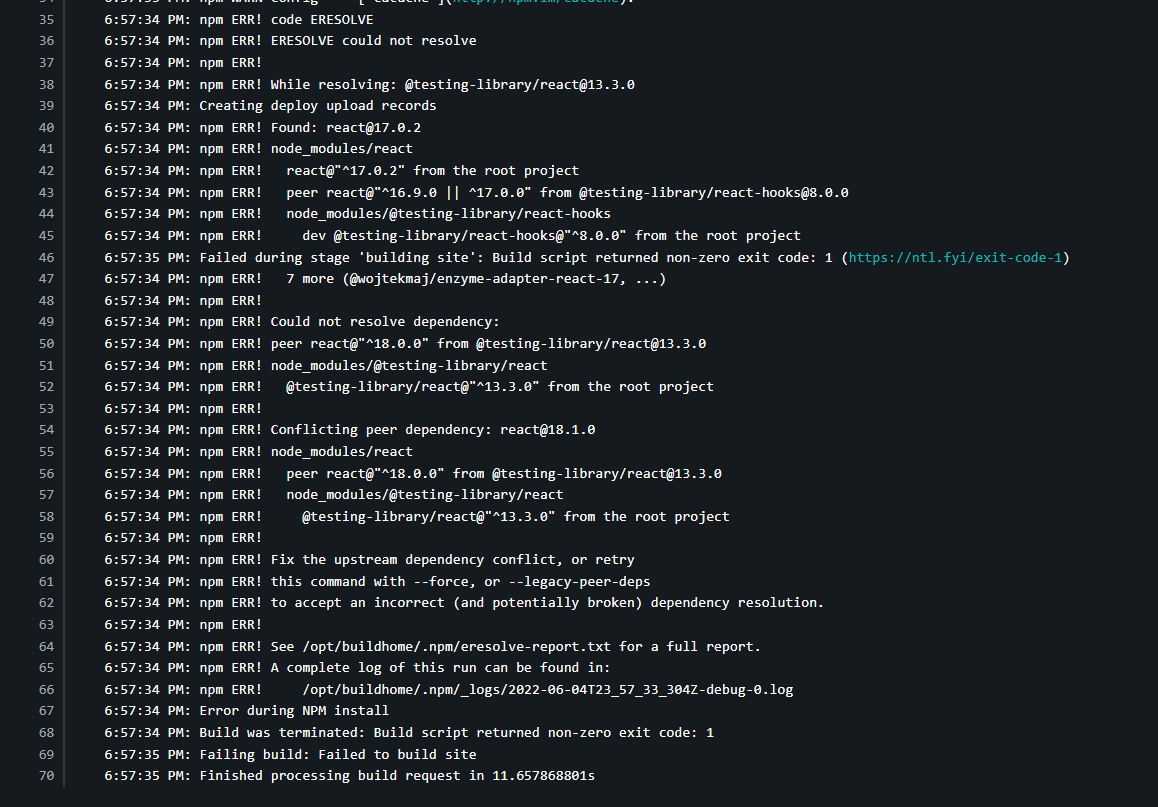 35 6:57:34 PM: npm ERR! code ERESOLVE
36 6:57:34 PM: npm ERR! ERESOLVE could not resolve
37 6:57:34 PM: npm ERR!
38 6:57:34 PM: npm ERR! While resolving: @testing-library/react@13.3.0
39 6:57:34 PM: Creating deploy upload records
40 6:57:34 PM: npm ERR! Found: react@17.0.2
41 6:57:34 PM: npm ERR! node_modules/react
42 6:57:34 PM: npm ERR!   react@"^17.0.2" from the root project
43 6:57:34 PM: npm ERR!   peer react@"^16.9.0 || ^17.0.0" from @testing-library/react-hooks@8.0.0
44 6:57:34 PM: npm ERR!   node_modules/@testing-library/react-hooks
45 6:57:34 PM: npm ERR!     dev @testing-library/react-hooks@"^8.0.0" from the root project
46 6:57:35 PM: Failed during stage 'building site': Build script returned non-zero exit code: 1 (https://ntl.fyi/exit-code-1)
47 6:57:34 PM: npm ERR!   7 more (@wojtekmaj/enzyme-adapter-react-17, ...)
48 6:57:34 PM: npm ERR!
49 6:57:34 PM: npm ERR! Could not resolve dependency:
50 6:57:34 PM: npm ERR! peer react@"^18.0.0" from @testing-library/react@13.3.0
51 6:57:34 PM: npm ERR! node_modules/@testing-library/react
52 6:57:34 PM: npm ERR!   @testing-library/react@"^13.3.0" from the root project
53 6:57:34 PM: npm ERR!
54 6:57:34 PM: npm ERR! Conflicting peer dependency: react@18.1.0
55 6:57:34 PM: npm ERR! node_modules/react
56 6:57:34 PM: npm ERR!   peer react@"^18.0.0" from @testing-library/react@13.3.0
57 6:57:34 PM: npm ERR!   node_modules/@testing-library/react
58 6:57:34 PM: npm ERR!     @testing-library/react@"^13.3.0" from the root project
59 6:57:34 PM: npm ERR!
60 6:57:34 PM: npm ERR! Fix the upstream dependency conflict, or retry
61 6:57:34 PM: npm ERR! this command with --force, or --legacy-peer-deps
62 6:57:34 PM: npm ERR! to accept an incorrect (and potentially broken) dependency resolution.
63 6:57:34 PM: npm ERR!
64 6:57:34 PM: npm ERR! See /opt/buildhome/.npm/eresolve-report.txt for a full report.
65 6:57:34 PM: npm ERR! A complete log of this run can be found in:
66 6:57:34 PM: npm ERR!     /opt/buildhome/.npm/_logs/2022-06-04T23_57_33_304Z-debug-0.log
67 6:57:34 PM: Error during NPM install
68 6:57:34 PM: Build was terminated: Build script returned non-zero exit code: 1
69 6:57:35 PM: Failing build: Failed to build site
70 6:57:35 PM: Finished processing build request in 11.657868801s